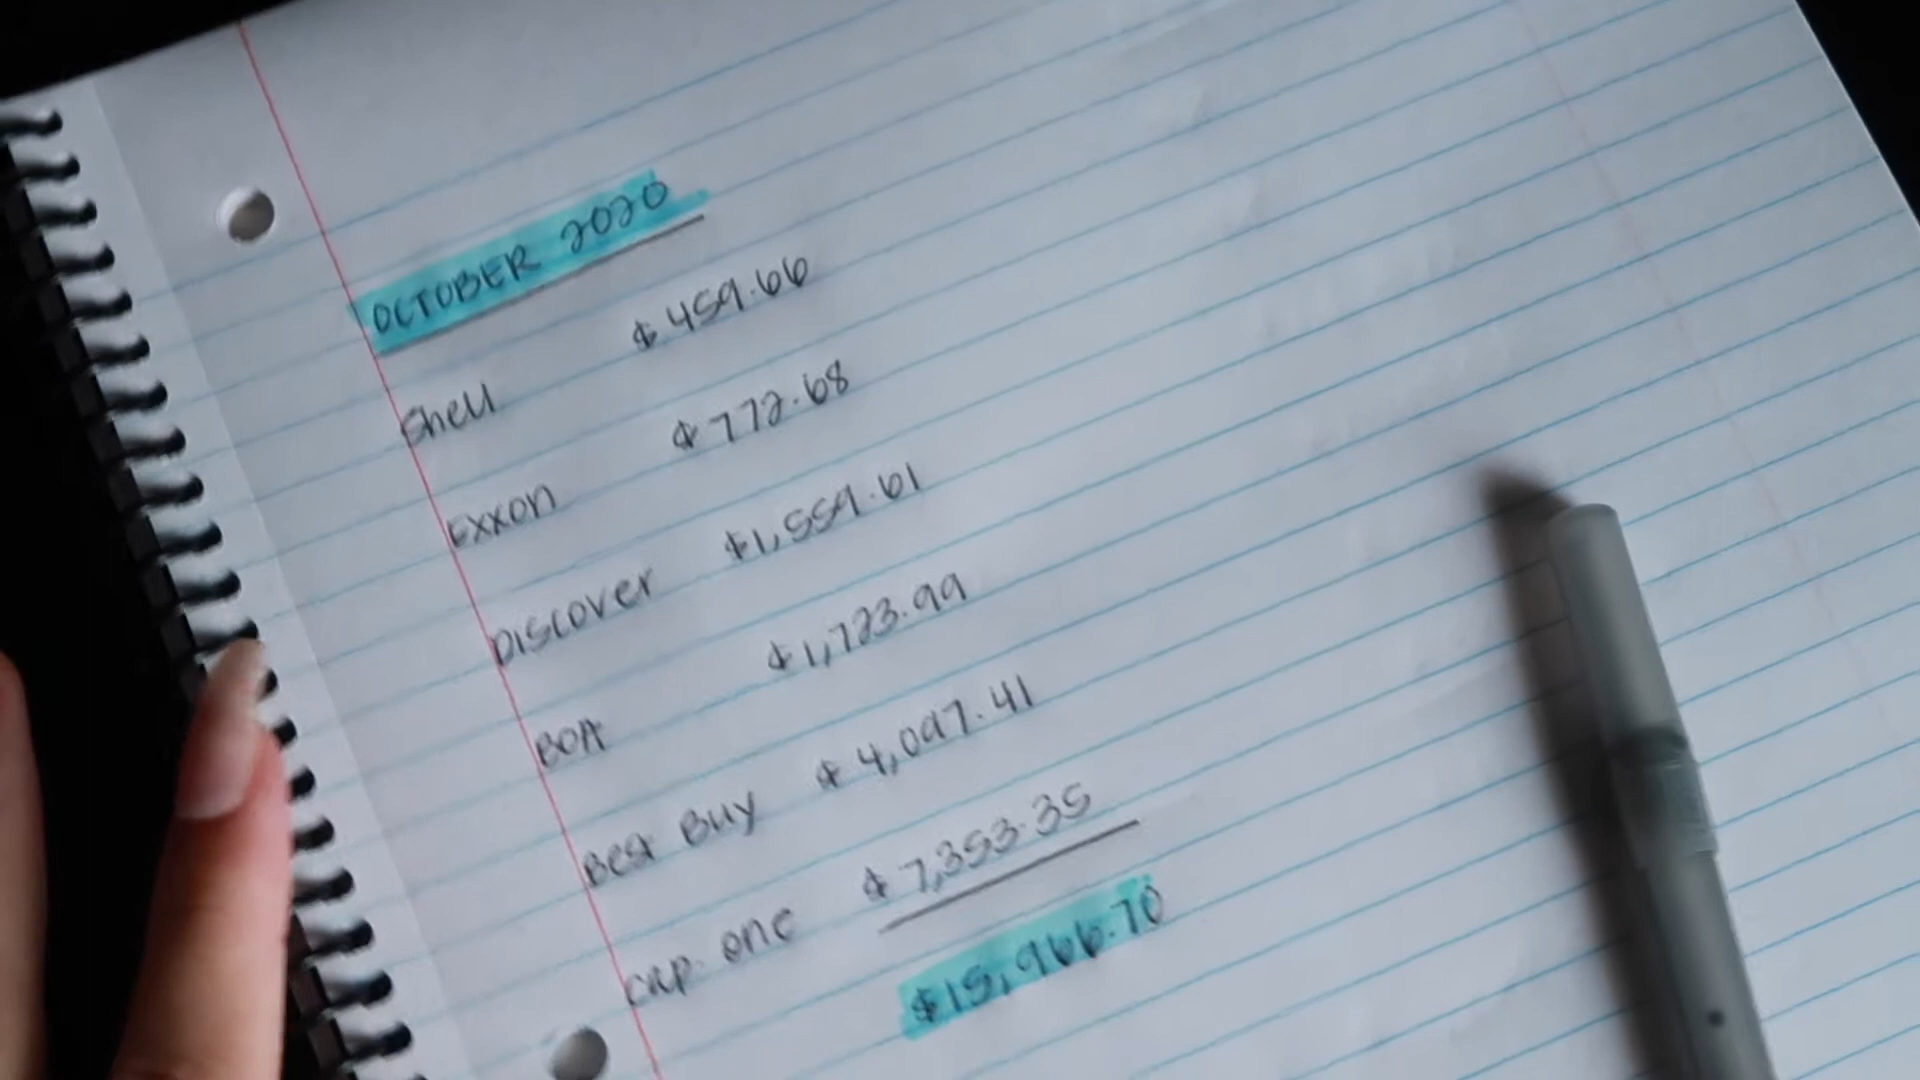 OCTOBER 2020
Shell $459.66
Exxon $772.68
Discover $1,559.61
BOA $1,723.99
Best Buy $4,097.41
Cap. One $7,353.35
$15,966.70